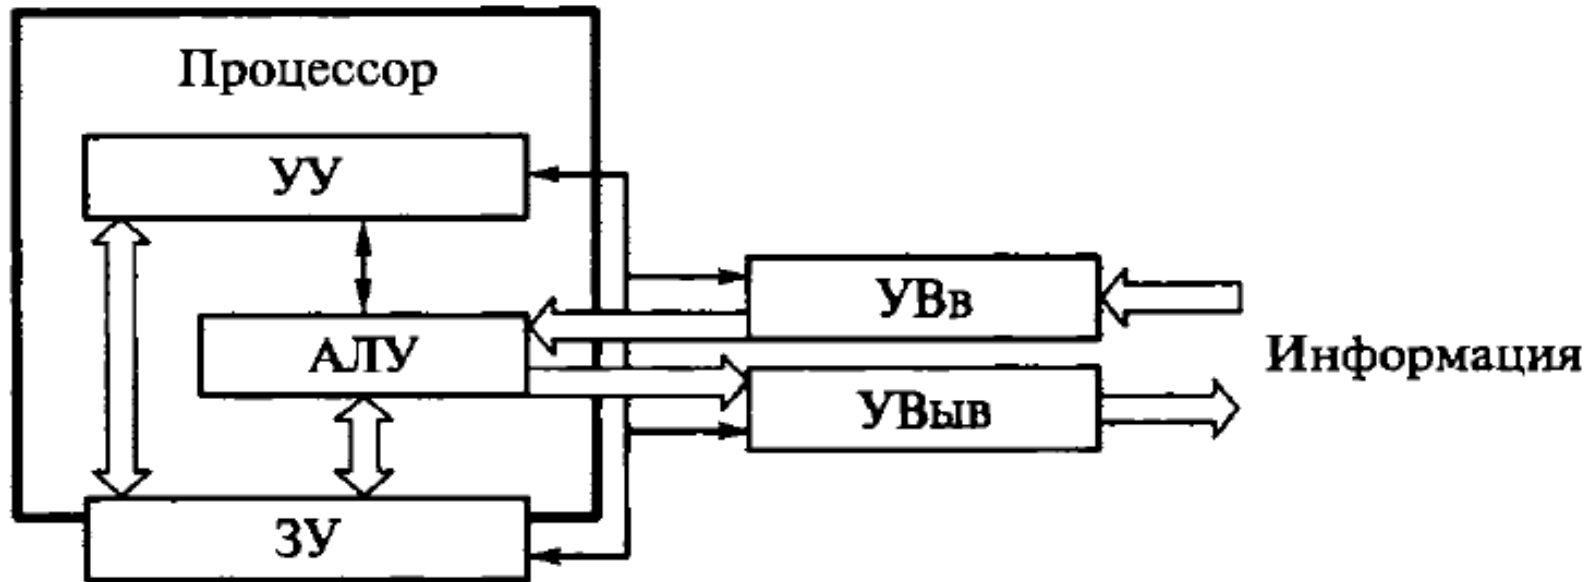 Процессор
УУ
УВв
АЛУ
Информация
УВыв
ЗУ